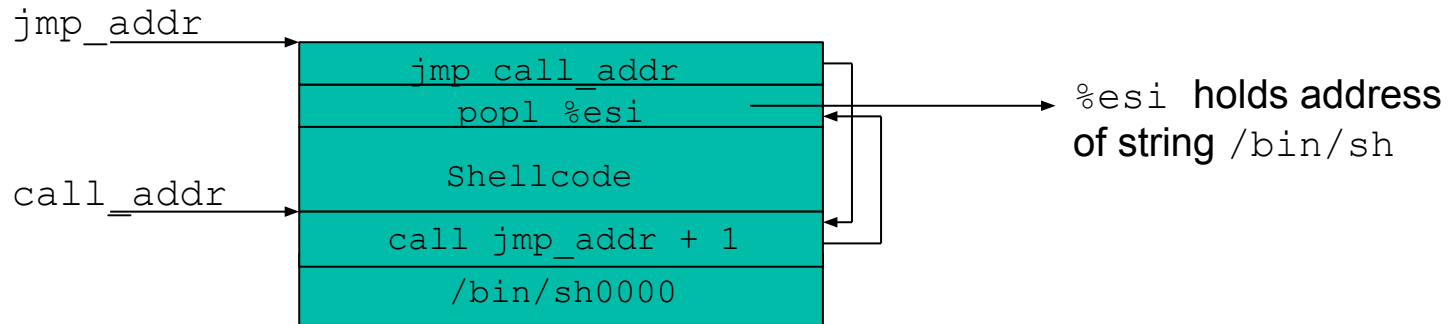 jmp_addr
jmp call_addr
popl %esi
%esi holds address
of string /bin/sh
Shellcode
call_addr
call jmp_addr + 1
/bin/sh0000